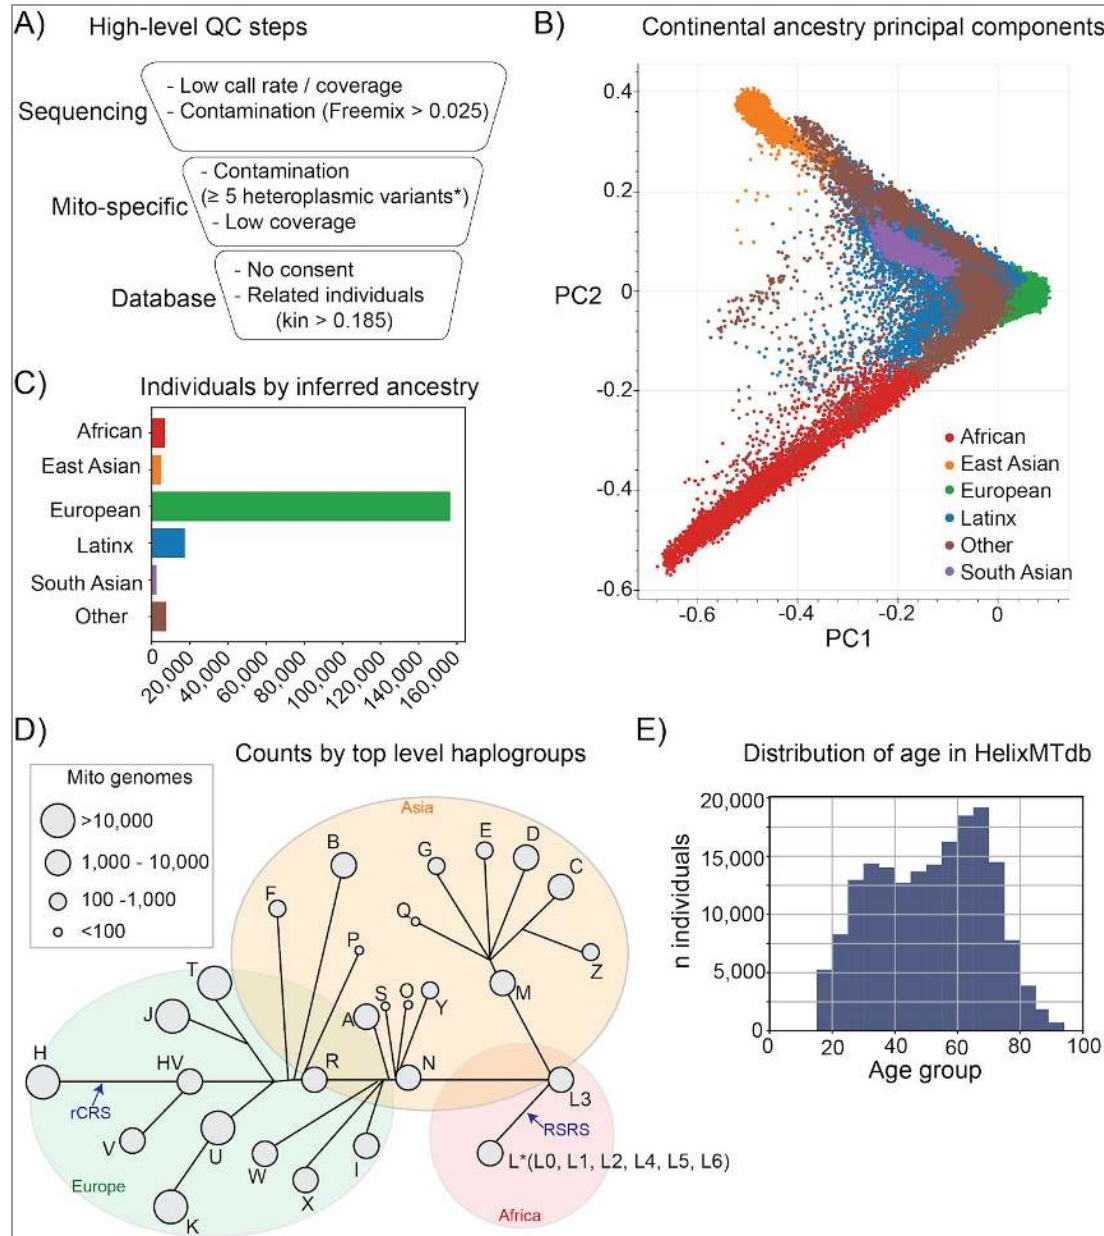 A) High-level QC steps
Sequencing
- Low call rate / coverage
- Contamination (Freemix > 0.025)
Mito-specific
- Contamination
(≥ 5 heteroplasmic variants*)
- Low coverage
Database
- No consent
- Related individuals
(kin > 0.185)
B) Continental ancestry principal components
0.4
0.2
0
-0.2
-0.4
-0.6
PC2
-0.6 -0.4 -0.2 0
PC1
African
East Asian
European
Latinx
Other
South Asian
C) Individuals by inferred ancestry
African
East Asian
European
Latinx
South Asian
Other
0 20,000 40,000 60,000 80,000 100,000 120,000 140,000 160,000
D) Counts by top level haplogroups
Mito genomes
>10,000
1,000 - 10,000
100 -1,000
<100
Asia
B
E
D
G
C
F
Q
P
Z
T
S
O
Y
M
J
A
H
HV
R
N
L3
rCRS
RSRS
V
U
W
I
L*(L0, L1, L2, L4, L5, L6)
X
K
Europe
Africa
E) Distribution of age in HelixMTdb
20,000
15,000
10,000
5,000
0
n individuals
0 20 40 60 80 100
Age group